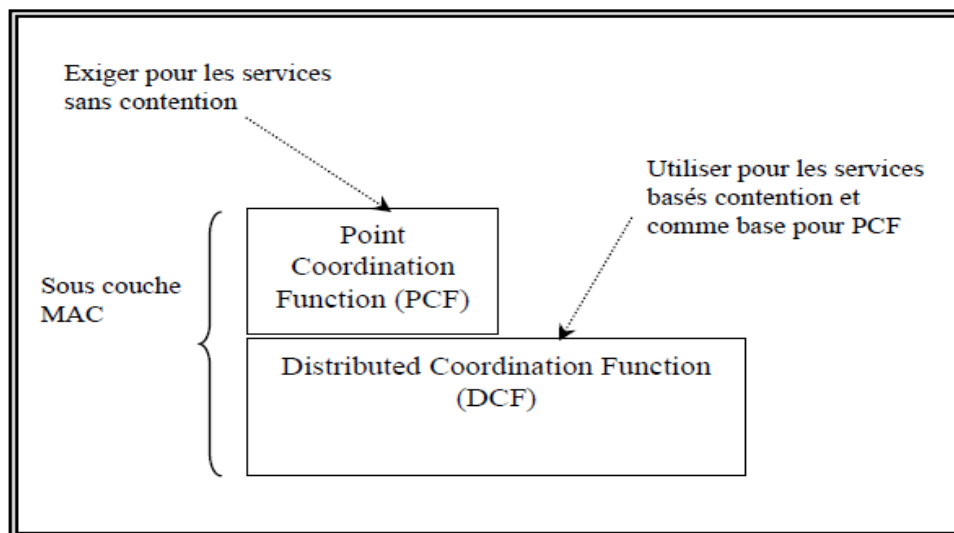 Exiger pour les services
sans contention
Utiliser pour les services
basés contention et
comme base pour PCF
Point
Coordination
Function (PCF)
Sous couche
MAC
Distributed Coordination Function
(DCF)